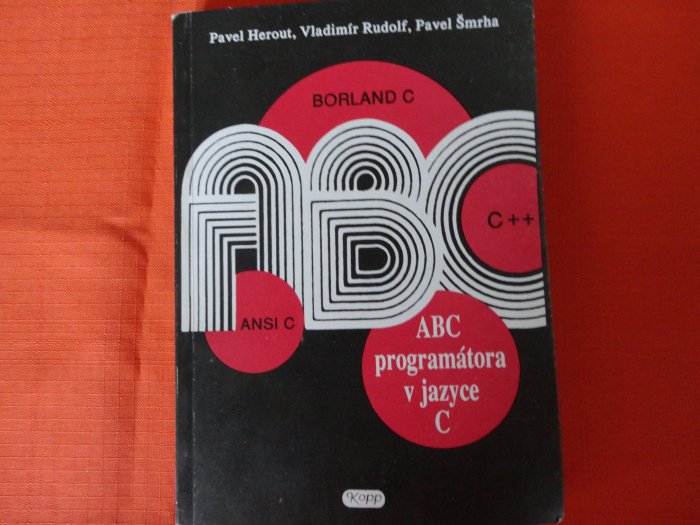 Pavel Herout, Vladimír Rudolf, Pavel Šmrha
BORLAND C
ABC
C ++
ANSI C
ABC
programátora
v jazyce
C
Kopp